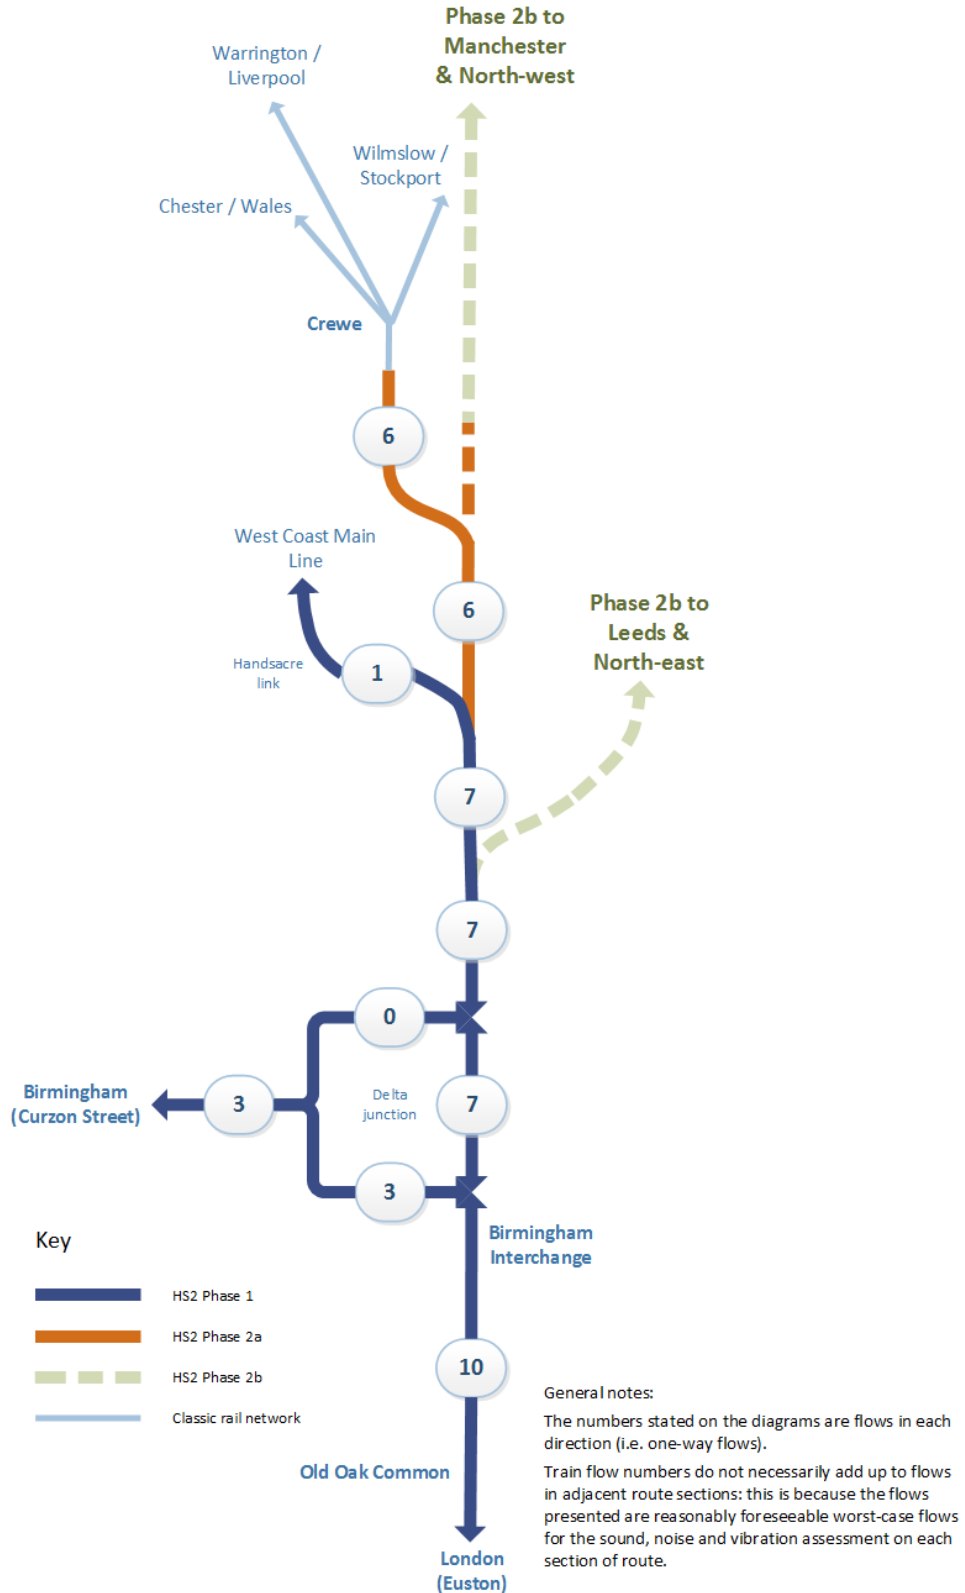 Phase 2b to
Manchester
& North-west
Warrington /
Liverpool
Wilmslow /
Stockport
Chester / Wales
Crewe
6
West Coast Main
Line
6
Phase 2b to
Leeds &
North-east
Handsacre
link
1
7
7
0
Birmingham
(Curzon Street)
3
Delta
junction
7
3
Birmingham
Interchange
Key
HS2 Phase 1
HS2 Phase 2a
HS2 Phase 2b
Classic rail network
10
General notes:
The numbers stated on the diagrams are flows in each
direction (i.e. one-way flows).
Train flow numbers do not necessarily add up to flows
in adjacent route sections: this is because the flows
presented are reasonably foreseeable worst-case flows
for the sound, noise and vibration assessment on each
section of route.
Old Oak Common
London
(Euston)